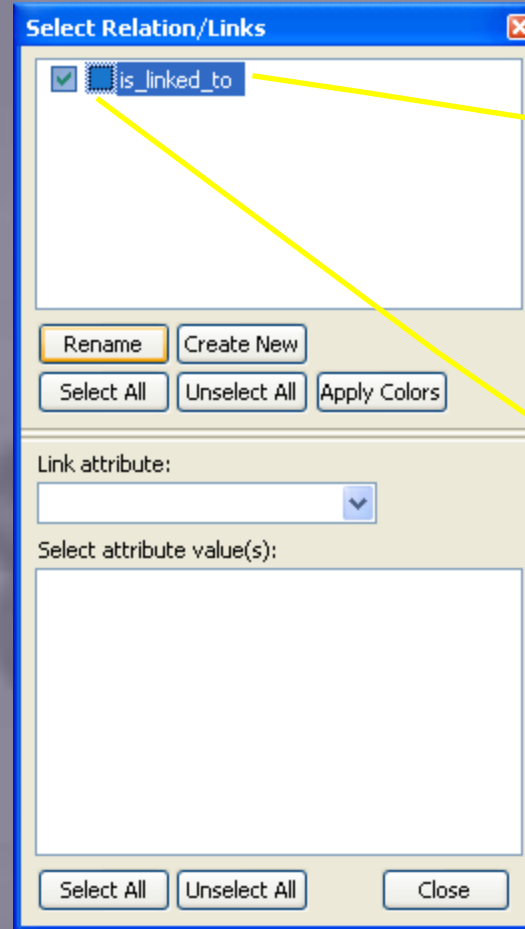 Select Relation/Links
is_linked_to
Rename Create New
Select All Unselect All Apply Colors
Link attribute:
Select attribute value(s):
Select All Unselect All Close